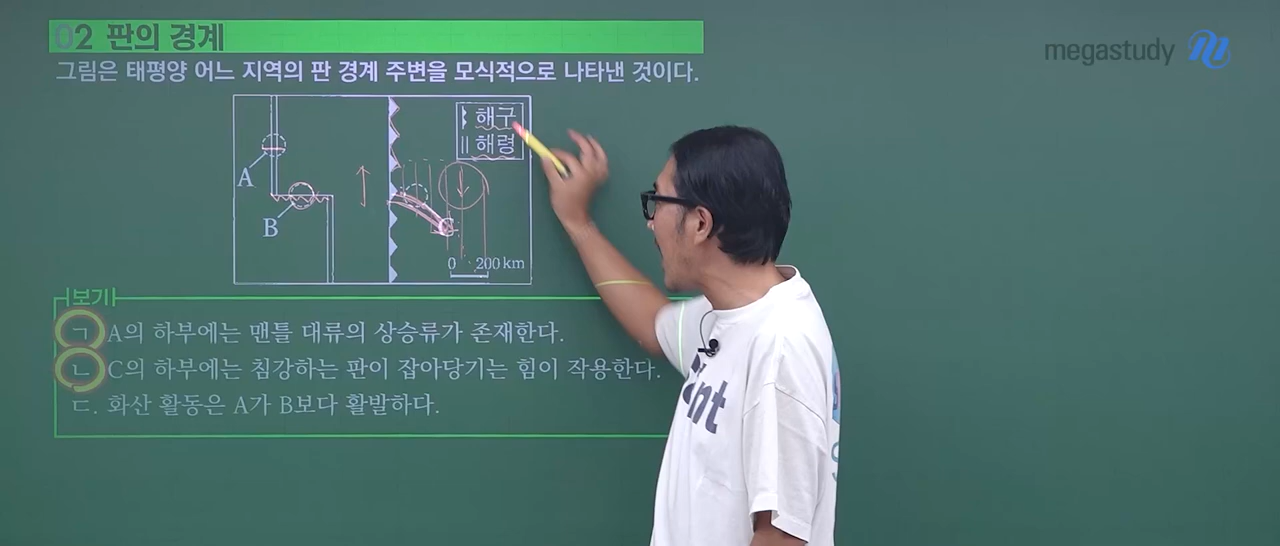 02 판의 경계
megastudy
그림은 태평양 어느 지역의 판 경계 주변을 모식적으로 나타낸 것이다.
해구
해령
A
B
0 200 km
보기
ㄱ A의 하부에는 맨틀 대류의 상승류가 존재한다.
ㄴ C의 하부에는 침강하는 판이 잡아당기는 힘이 작용한다.
ㄷ. 화산 활동은 A가 B보다 활발하다.